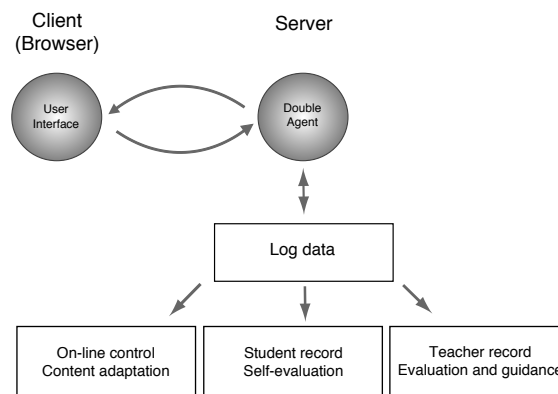 Client
(Browser)
Server
User
Interface
Double
Agent
Log data
On-line control
Content adaptation
Student record
Self-evaluation
Teacher record
Evaluation and guidance